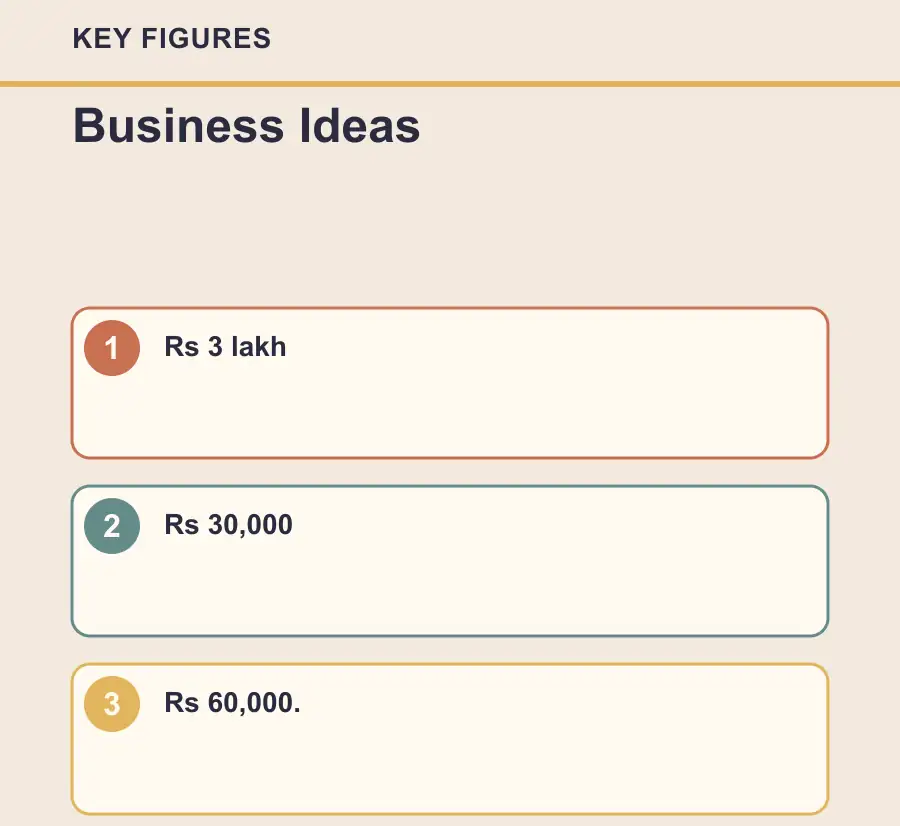 KEY FIGURES
Business Ideas
1 Rs 3 lakh
2 Rs 30,000
3 Rs 60,000.